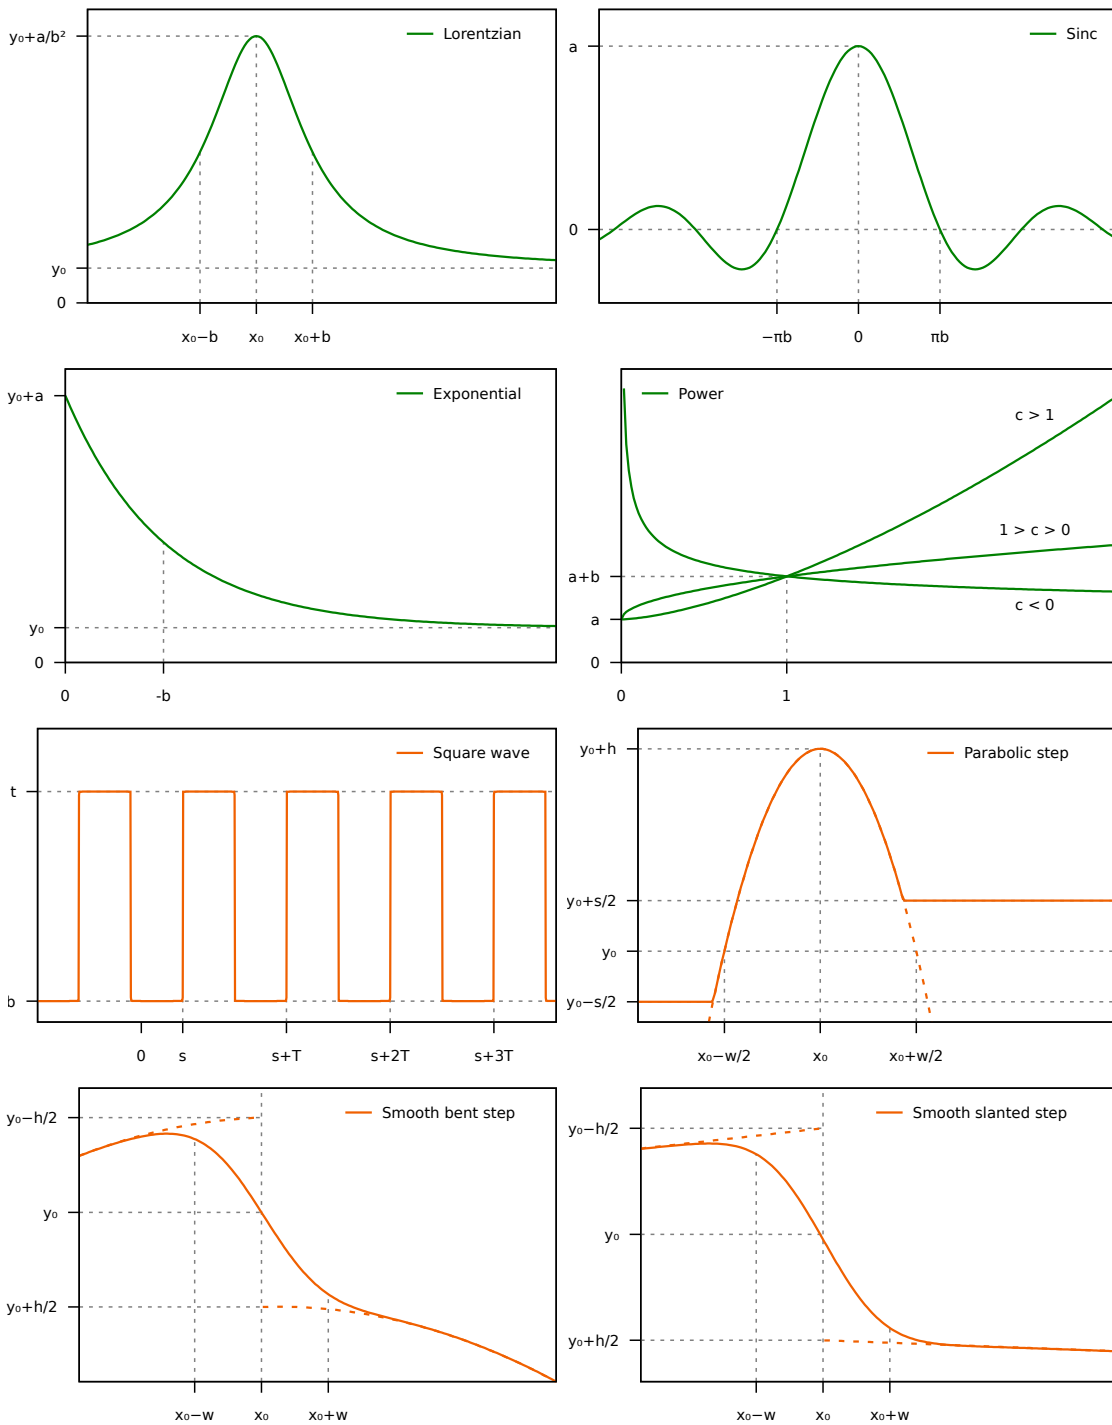 y₀+a/b²
Lorentzian
y₀
0
x₀−b x₀ x₀+b
Sinc
a
0
−πb 0 πb
y₀+a
Exponential
y₀
0
0 -b
Power
c > 1
1 > c > 0
a+b
c < 0
a
0
0 1
Square wave
t
b
0 s s+T s+2T s+3T
y₀+h
Parabolic step
y₀+s/2
y₀
y₀−s/2
x₀−w/2 x₀ x₀+w/2
y₀−h/2
Smooth bent step
y₀
y₀+h/2
x₀−w x₀ x₀+w
Smooth slanted step
y₀−h/2
y₀
y₀+h/2
x₀−w x₀ x₀+w